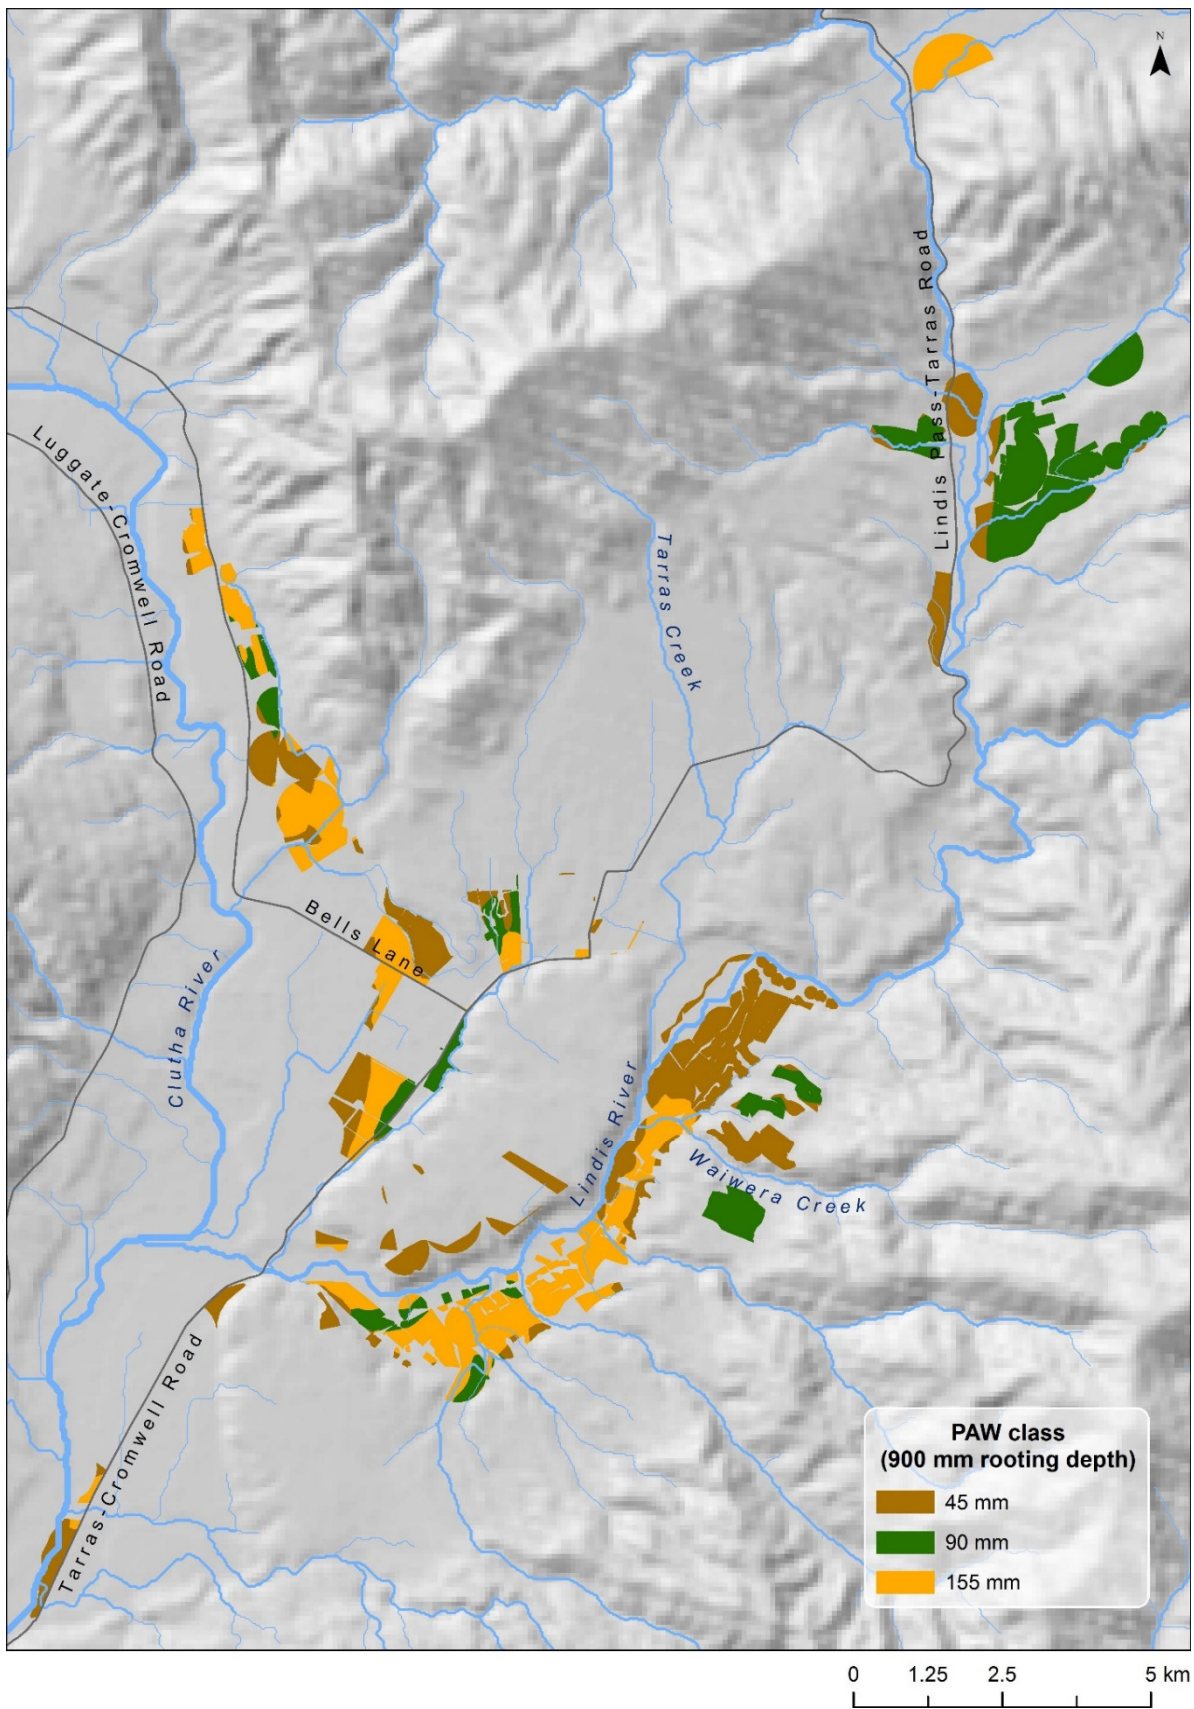 N
Lindis Pass-Tarras Road
Luggate-Cromwell Road
Tarras Creek
Bells Lane
Clutha River
Lindis River
Waiwera Creek
Tarras-Cromwell Road
PAW class
(900 mm rooting depth)
45 mm
90 mm
155 mm
0 1.25 2.5 5 km